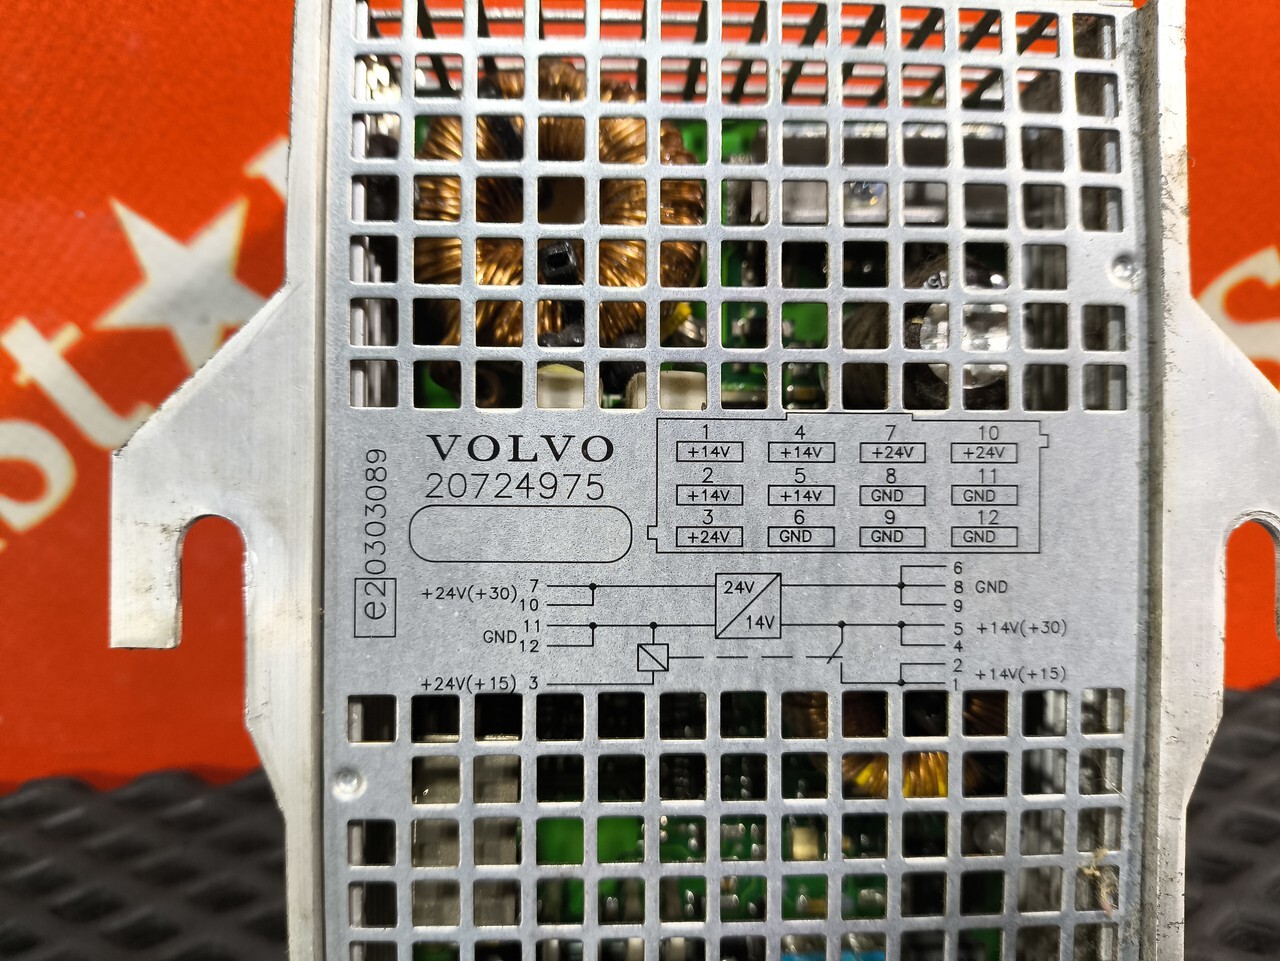 VOLVO
20724975
e2 0303089
1 4 7 10
+14V +14V +24V +24V
2 5 8 11
+14V +14V GND GND
3 6 9 12
+24V GND GND GND
+24V(+30) 7
10
GND 11
12
+24V(+15) 3
24V
14V
6
8 GND
9
5 +14V(+30)
4
2 +14V(+15)
1
ot
S